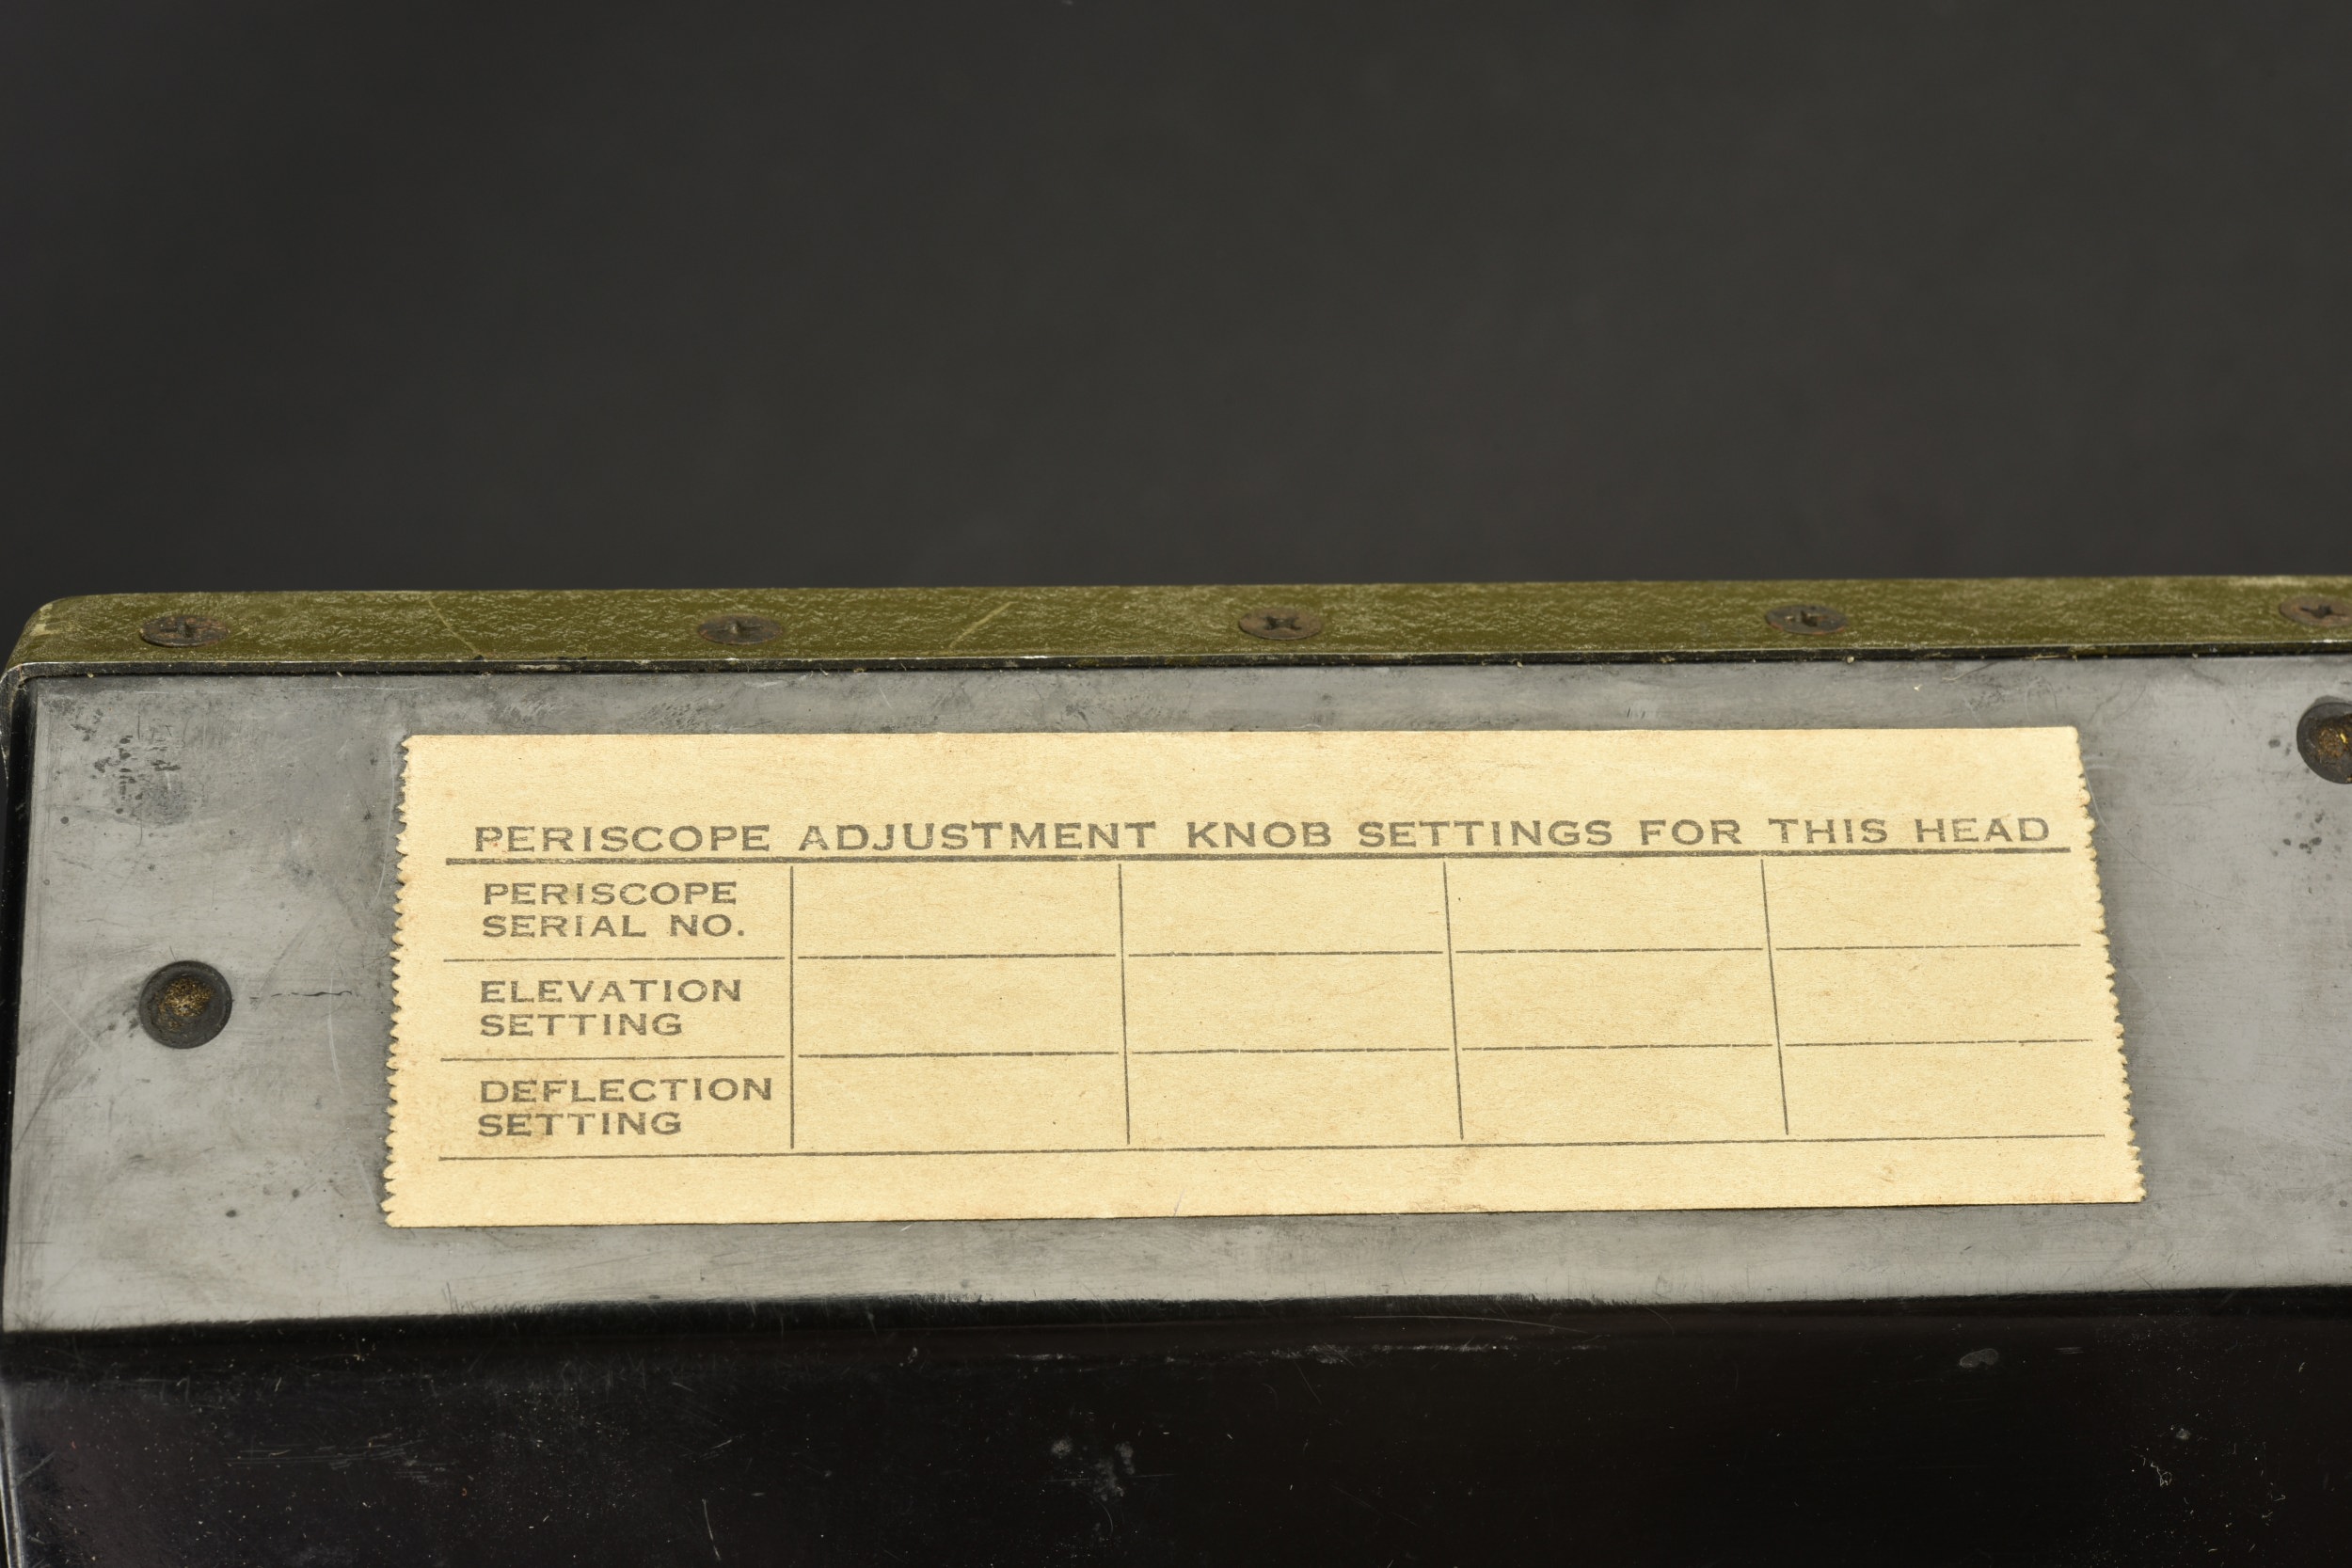 PERISCOPE ADJUSTMENT KNOB SETTINGS FOR THIS HEAD
PERISCOPE
SERIAL NO.
ELEVATION
SETTING
DEFLECTION
SETTING